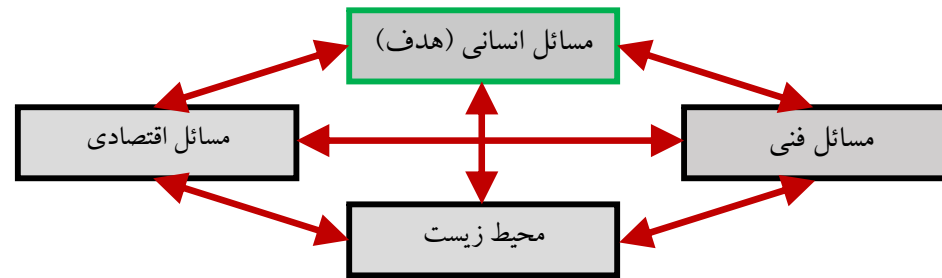 مسائل انسانی (هدف)
مسائل فنی
مسائل اقتصادی
محیط زیست